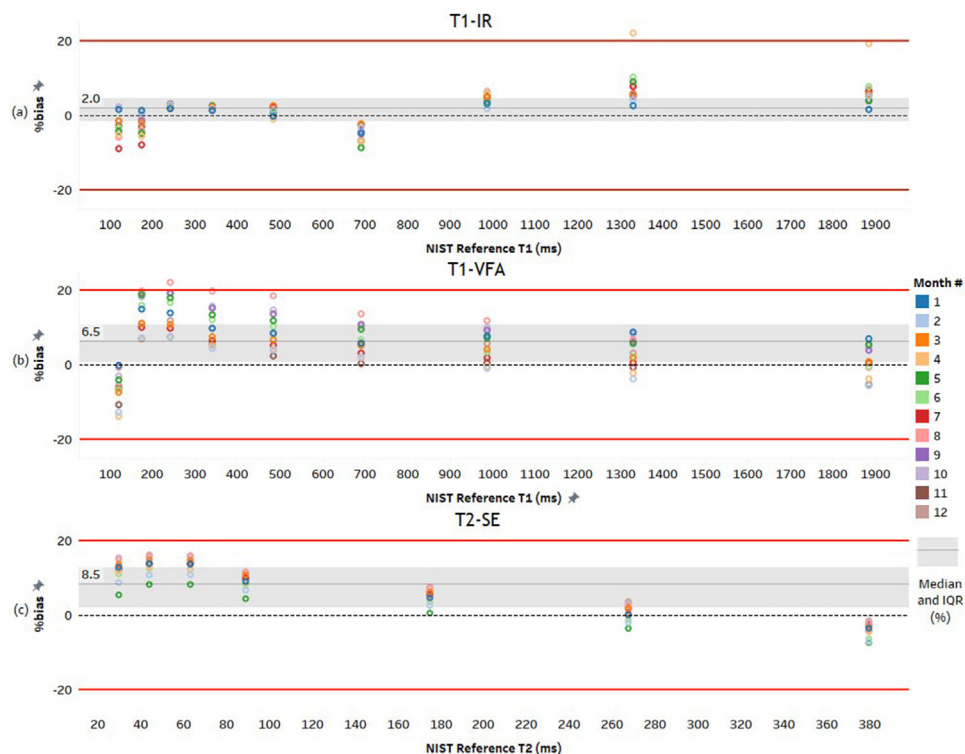 T1-IR
20
2.0
(a)
%bias
0
-20
100 200 300 400 500 600 700 800 900 1000 1100 1200 1300 1400 1500 1600 1700 1800 1900
NIST Reference T1 (ms)
T1-VFA
20
6.5
(b)
%bias
0
-20
100 200 300 400 500 600 700 800 900 1000 1100 1200 1300 1400 1500 1600 1700 1800 1900
NIST Reference T1 (ms)
T2-SE
20
8.5
(c)
%bias
0
-20
20 40 60 80 100 120 140 160 180 200 220 240 260 280 300 320 340 360 380
NIST Reference T2 (ms)
Month #
1
2
3
4
5
6
7
8
9
10
11
12
Median
and IQR
(%)